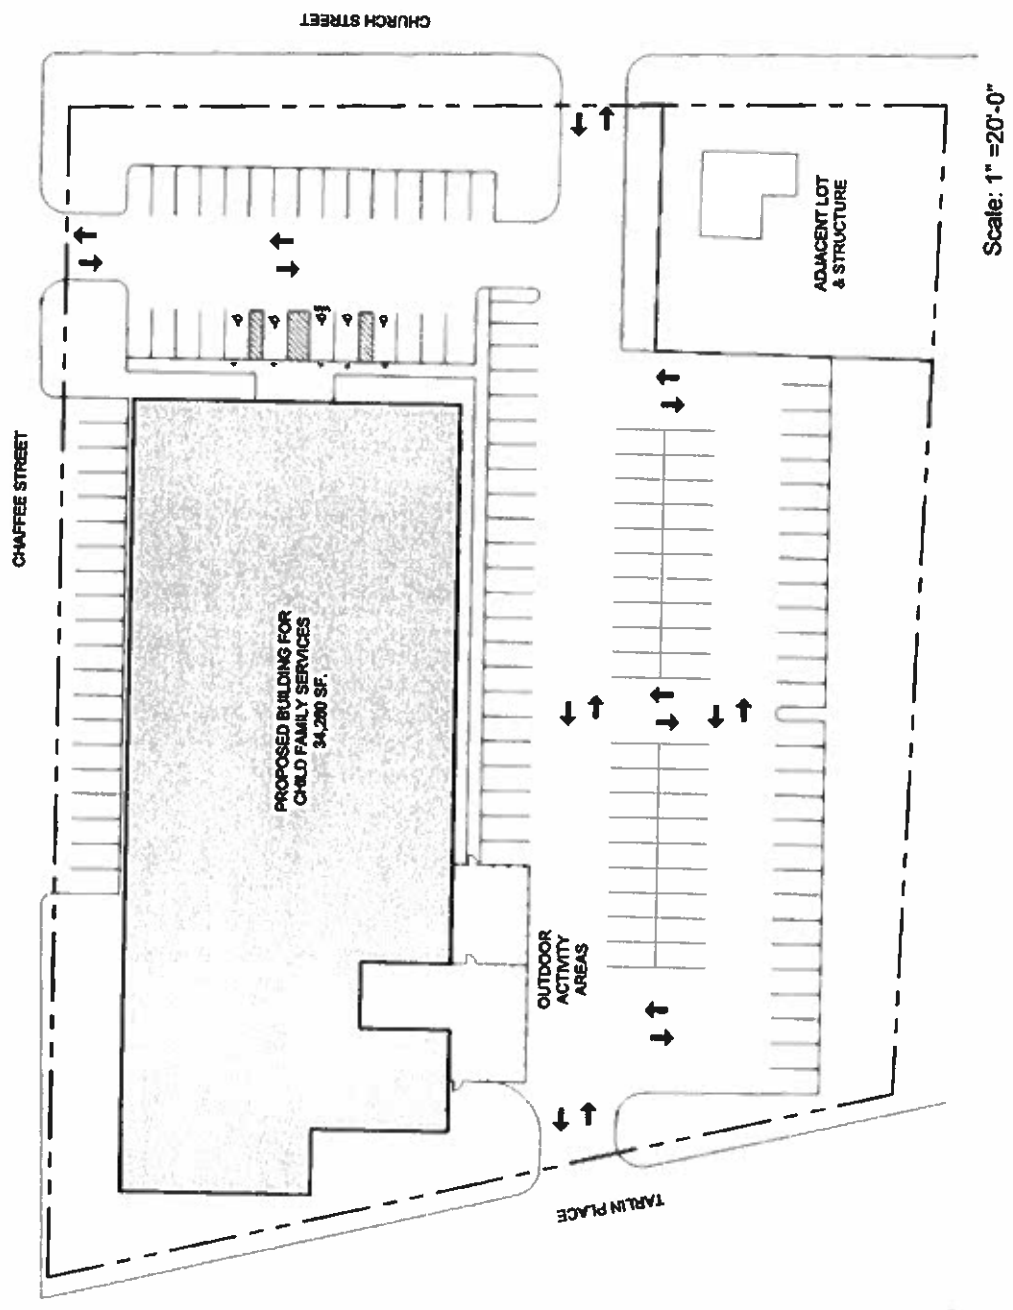 CHURCH STREET
CHAFFEE STREET
PROPOSED BUILDING FOR
CHILD FAMILY SERVICES
34,280 SF.
OUTDOOR
ACTIVITY
AREAS
ADJACENT LOT
& STRUCTURE
TARLIN PLACE
Scale: 1" =20'-0"